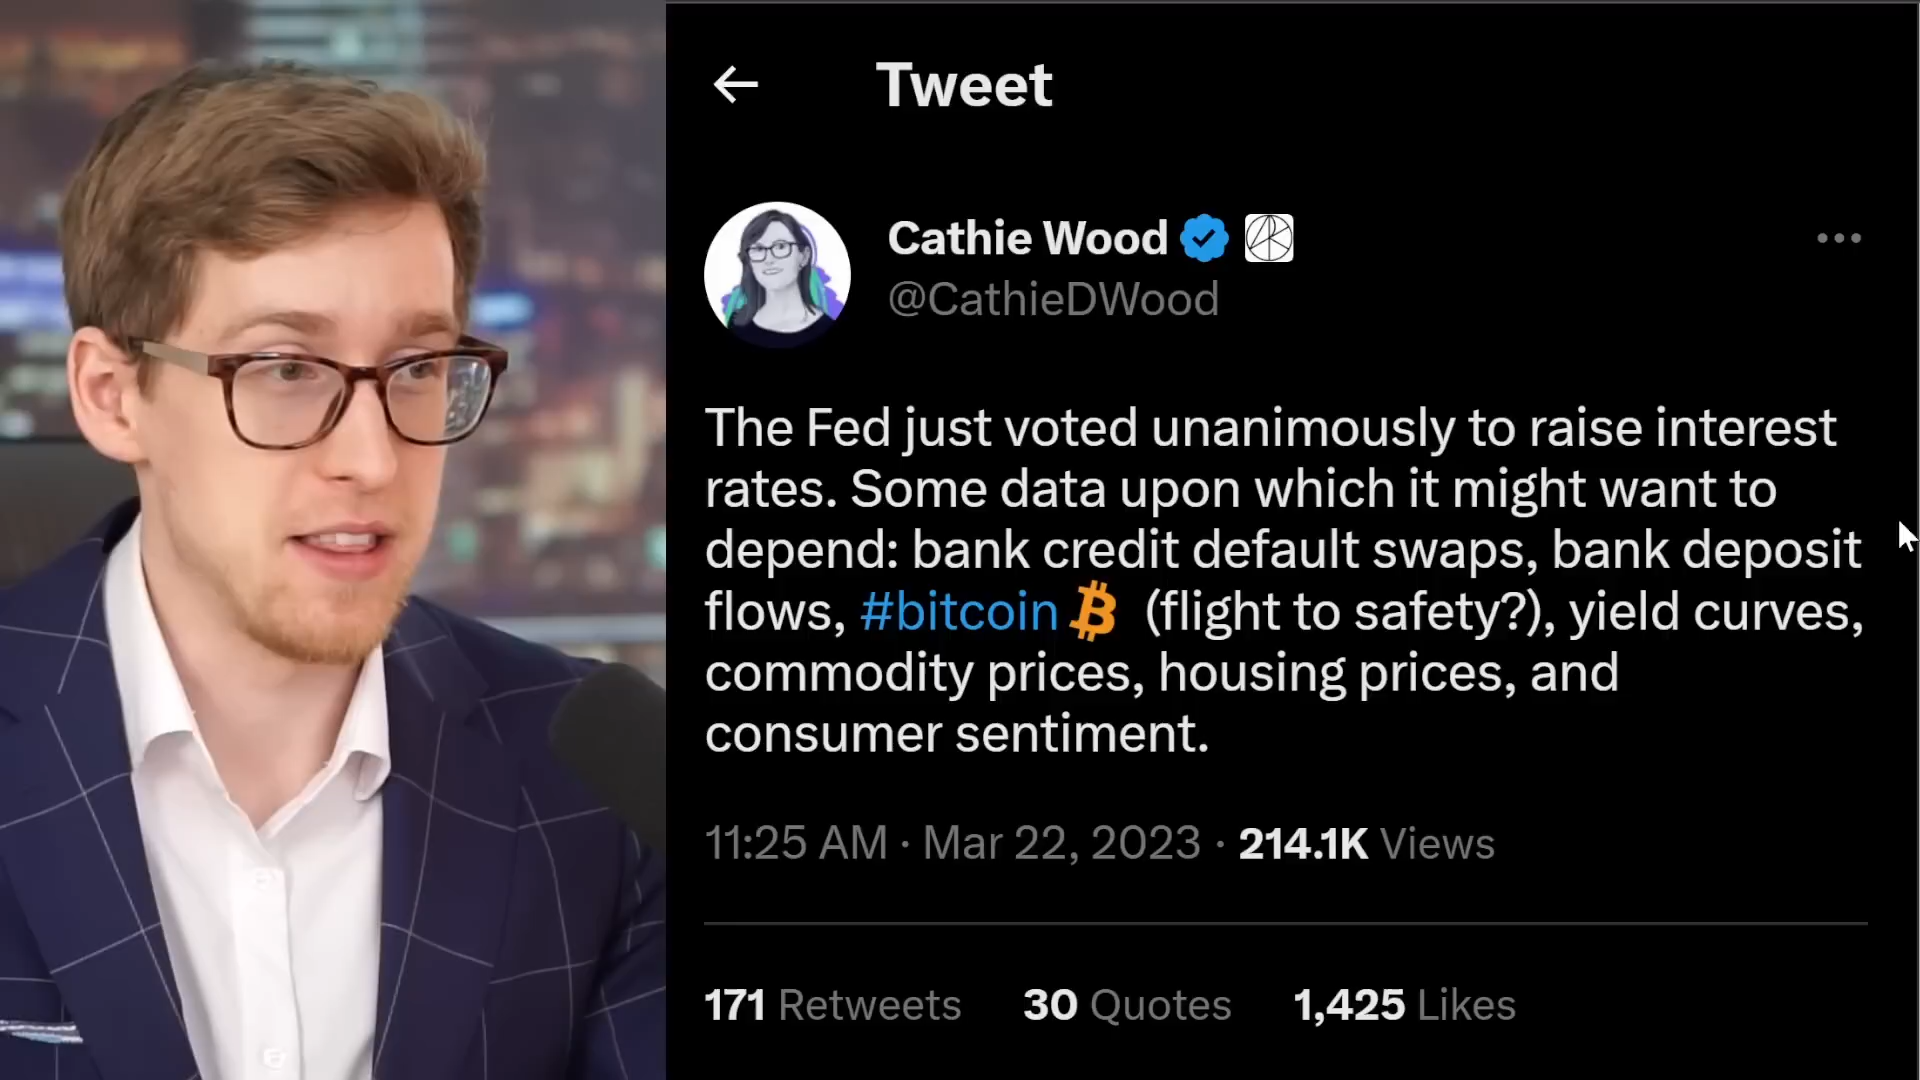 Tweet
Cathie Wood
@CathieDWood
The Fed just voted unanimously to raise interest
rates. Some data upon which it might want to
depend: bank credit default swaps, bank deposit
flows, #bitcoin (flight to safety?), yield curves,
commodity prices, housing prices, and
consumer sentiment.
11:25 AM · Mar 22, 2023 · 214.1K Views
171 Retweets 30 Quotes 1,425 Likes